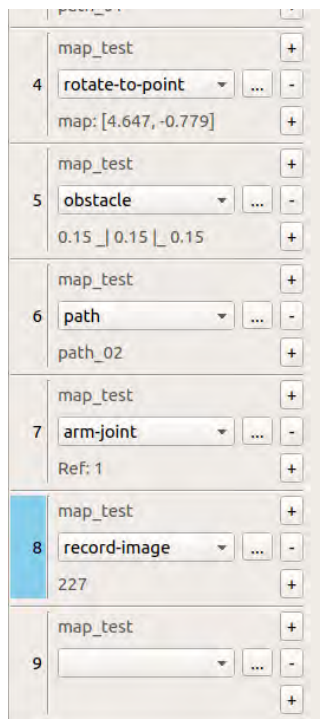 map_test
+
4 rotate-to-point ... -
map: [4.647, -0.779] +
map_test +
5 obstacle ... -
0.15 _| 0.15 |_ 0.15 +
map_test +
6 path ... -
path_02 +
map_test +
7 arm-joint ... -
Ref: 1 +
map_test +
8 record-image ... -
227 +
map_test +
9 ... -
+